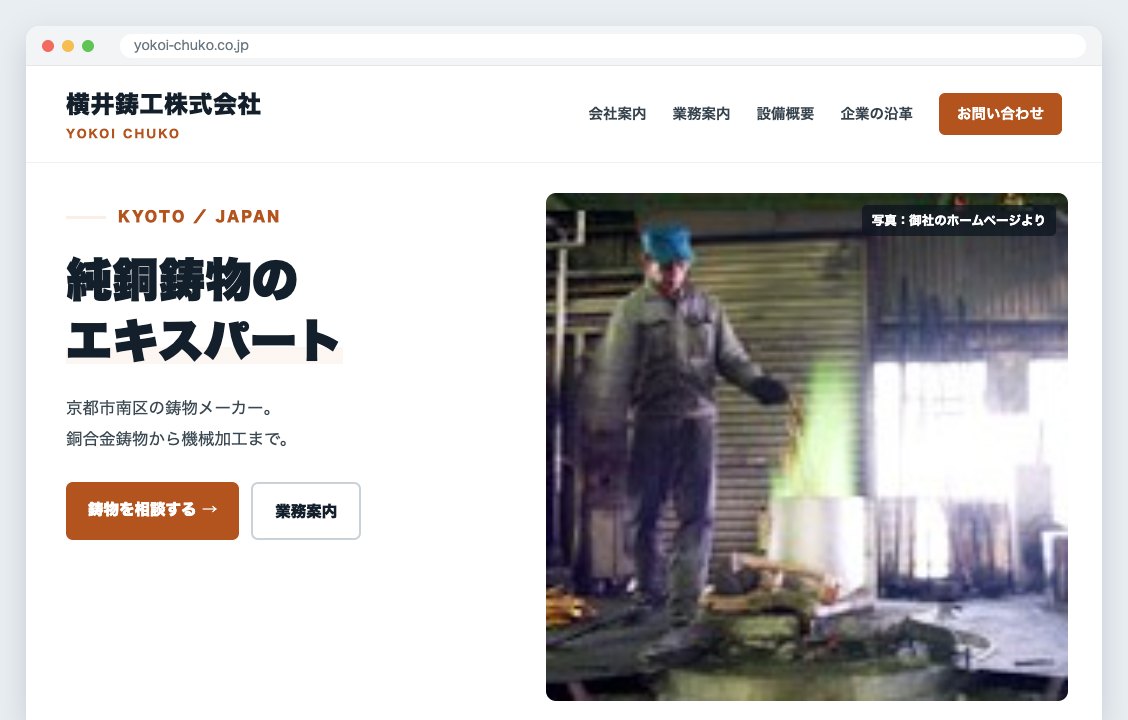 yokoi-chuko.co.jp
横井鋳工株式会社
YOKOI CHUKO
会社案内
業務案内
設備概要
企業の沿革
お問い合わせ
KYOTO ／ JAPAN
写真：御社のホームページより
純銅鋳物の
エキスパート
京都市南区の鋳物メーカー。
銅合金鋳物から機械加工まで。
鋳物を相談する →
業務案内